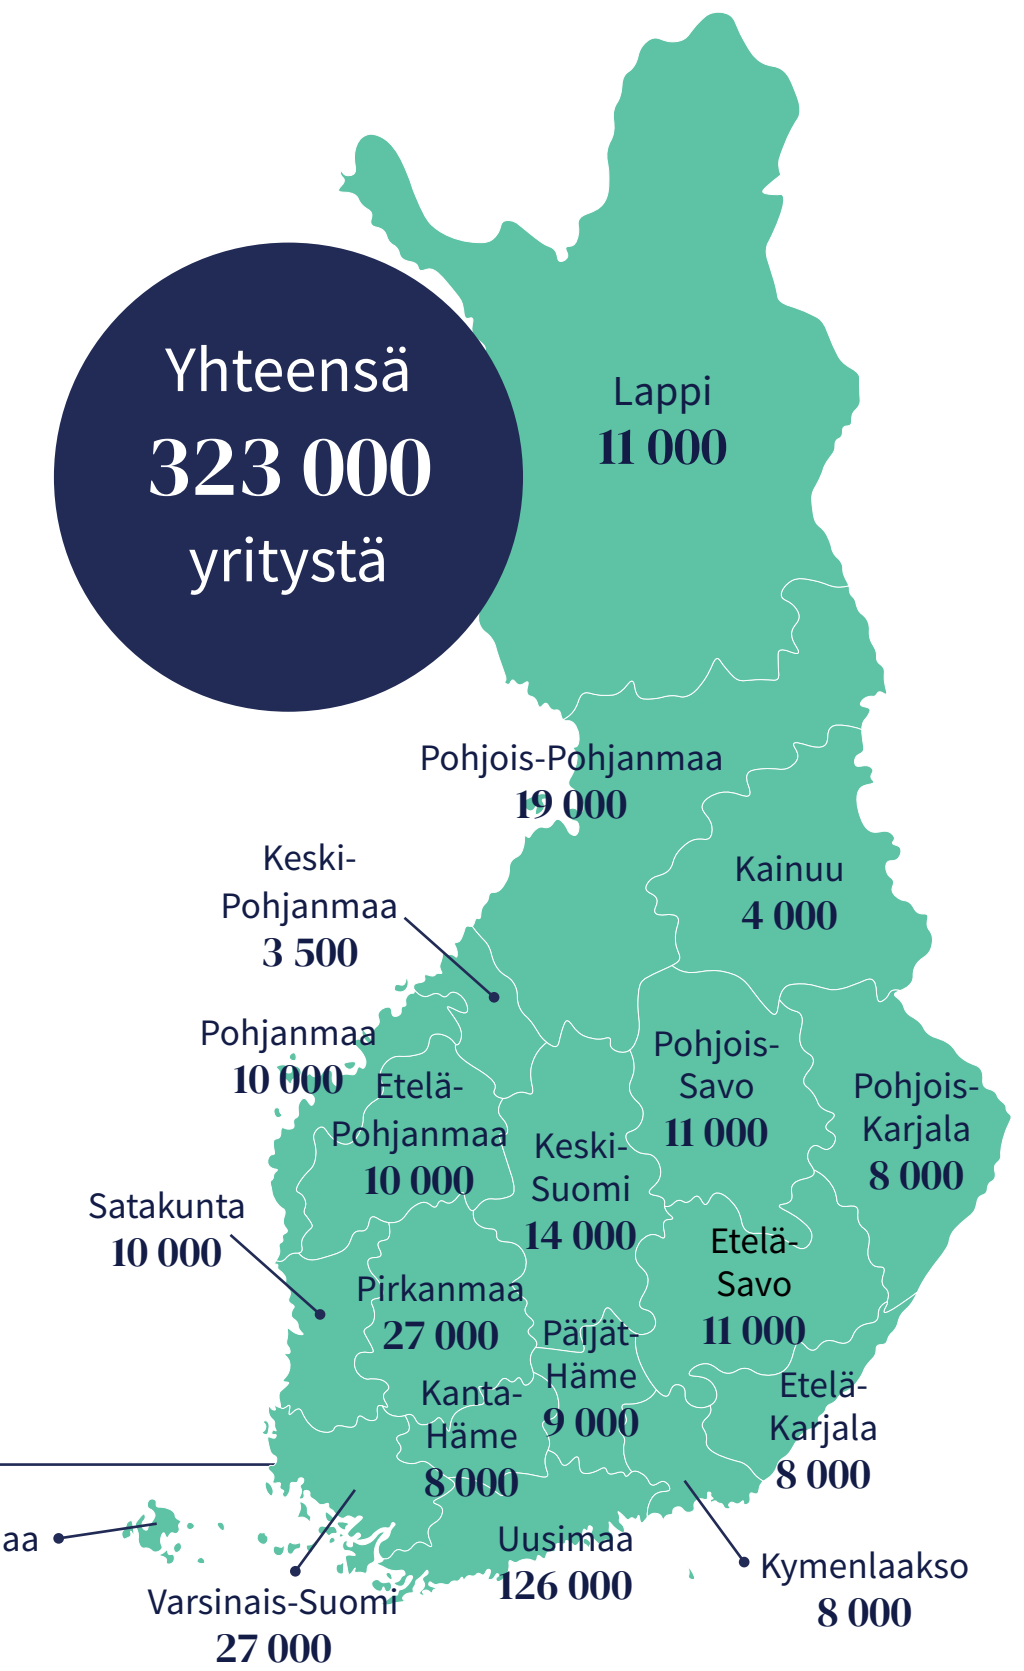 Yhteensä
323 000
yritystä
Lappi
11 000
Pohjois-Pohjanmaa
19 000
Keski-
Pohjanmaa
3 500
Kainuu
4 000
Pohjanmaa
10 000
Etelä-
Pohjanmaa
10 000
Pohjois-
Savo
11 000
Pohjois-
Karjala
8 000
Keski-
Suomi
14 000
Satakunta
10 000
Etelä-
Savo
11 000
Pirkanmaa
27 000
Päijät-
Häme
9 000
Kanta-
Häme
8 000
Etelä-
Karjala
8 000
aa
Uusimaa
126 000
Kymenlaakso
8 000
Varsinais-Suomi
27 000